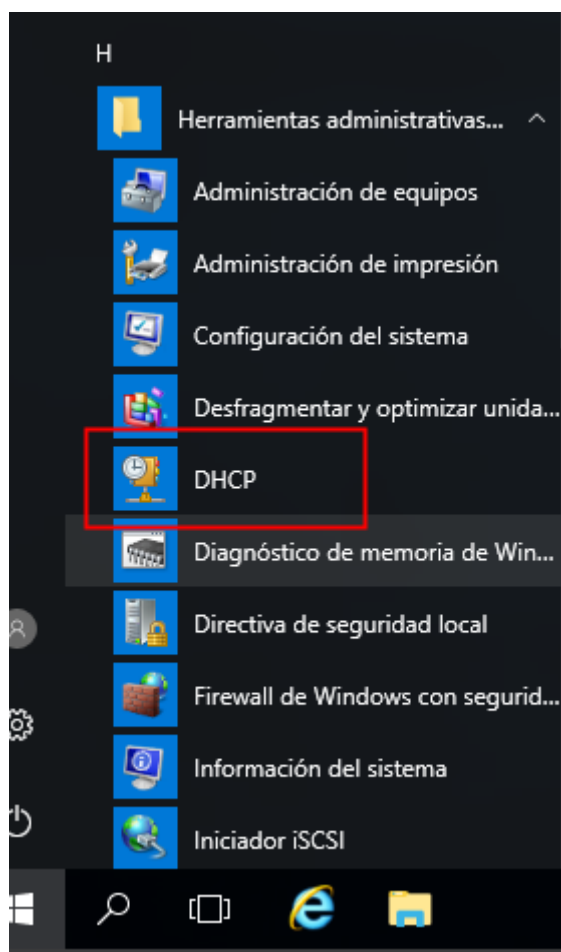 H
Herramientas administrativas...
Administración de equipos
Administración de impresión
Configuración del sistema
Desfragmentar y optimizar unida...
DHCP
Diagnóstico de memoria de Win...
Directiva de seguridad local
Firewall de Windows con segurid...
Información del sistema
Iniciador iSCSI